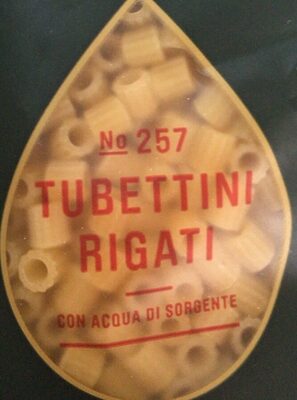 No 257
TUBETTINI
RIGATI
CON ACQUA DI SORGENTE